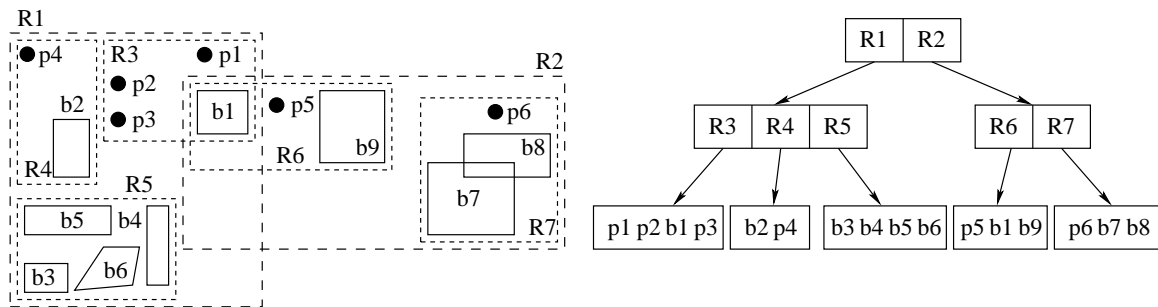 R1
p4
R3
p1
p2
p3
b2
R4
b1
p5
R6
b9
R2
p6
b8
b7
R7
R5
b5
b4
b3
b6
R1 R2
R3 R4 R5
R6 R7
p1 p2 b1 p3
b2 p4
b3 b4 b5 b6
p5 b1 b9
p6 b7 b8